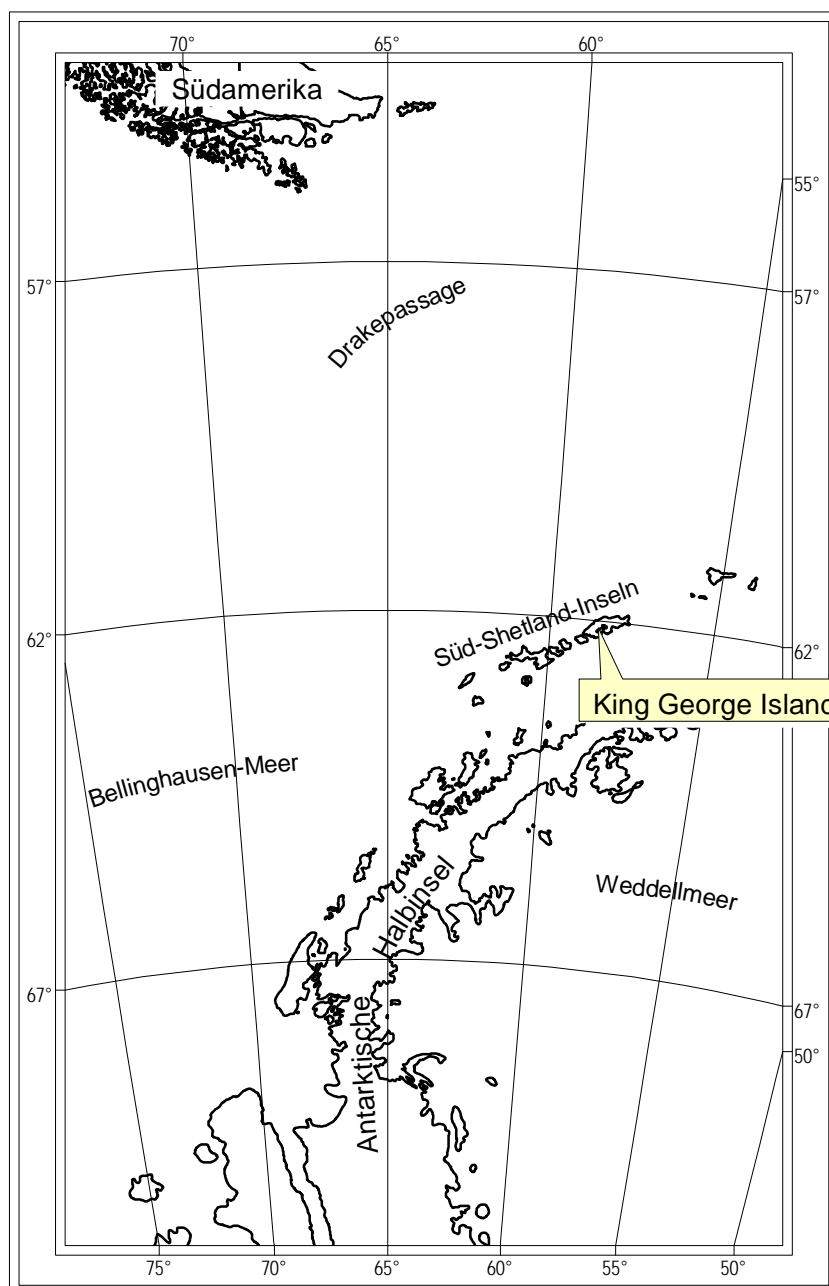 70°
65°
60°
Südamerika
55°
57°
57°
Drakepassage
Süd-Shetland-Inseln
62°
62°
King George Island
Bellinghausen-Meer
Weddellmeer
Halbinsel
67°
67°
Antarktische
50°
75°
70°
65°
60°
55°
50°